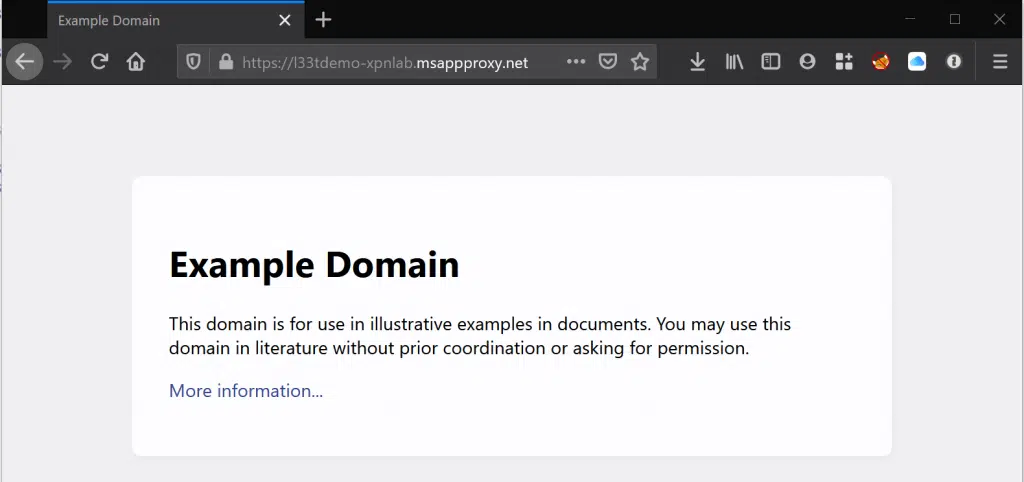 Example Domain
https://l33tdemo-xpnlab.msappproxy.net
Example Domain
This domain is for use in illustrative examples in documents. You may use this
domain in literature without prior coordination or asking for permission.
More information...